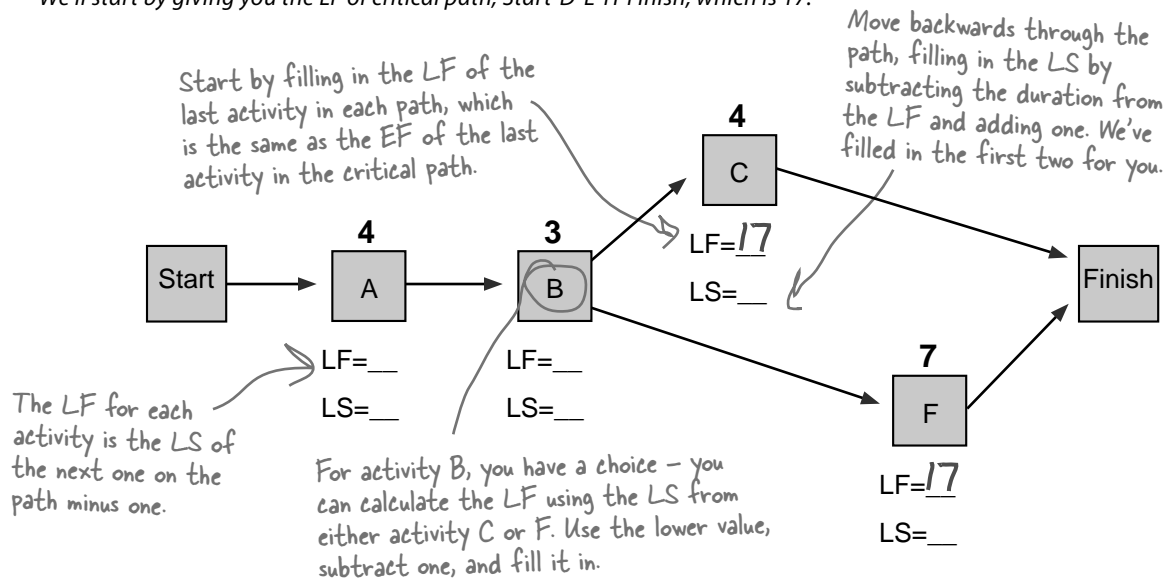 We'll start by giving you the LF of critical path, Start-D-E-H-Finish, which is 17.
Start by filling in the LF of the
last activity in each path, which
is the same as the EF of the last
activity in the critical path.
Move backwards through the
path, filling in the LS by
subtracting the duration from
the LF and adding one. We've
filled in the first two for you.
4
C
LF=17
LS=__
Start
4
A
LF=__
LS=__
3
B
LF=__
LS=__
Finish
7
F
LF=17
LS=__
The LF for each
activity is the LS of
the next one on the
path minus one.
For activity B, you have a choice – you
can calculate the LF using the LS from
either activity C or F. Use the lower value,
subtract one, and fill it in.